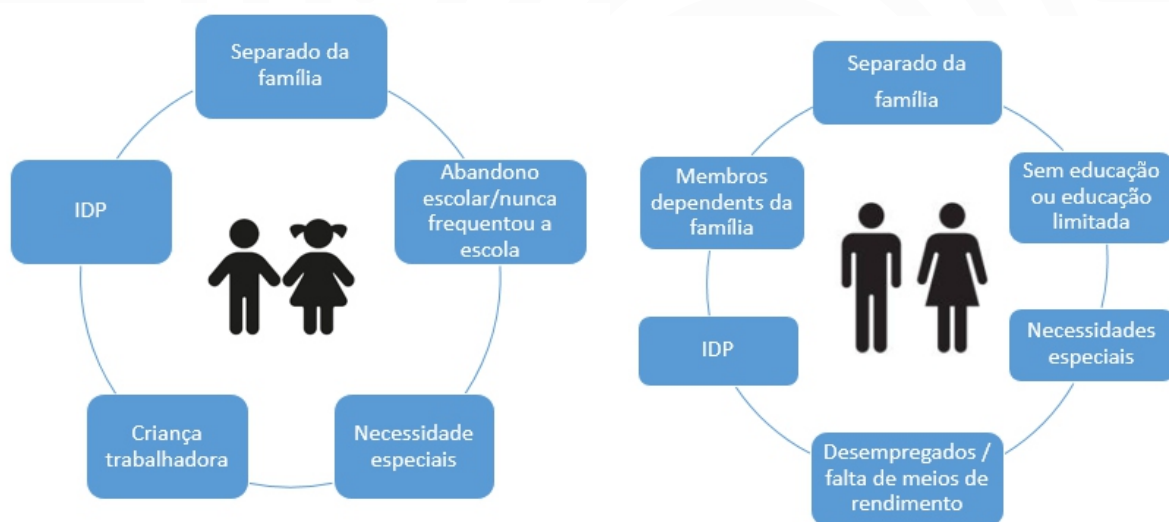 Separado da
família
Abandono
escolar/nunca
frequentou a
escola
Necessidade
especiais
Criança
trabalhadora
IDP
Separado da
família
Sem educação
ou educação
limitada
Necessidades
especiais
Desempregados /
falta de meios de
rendimento
IDP
Membros
dependents da
família